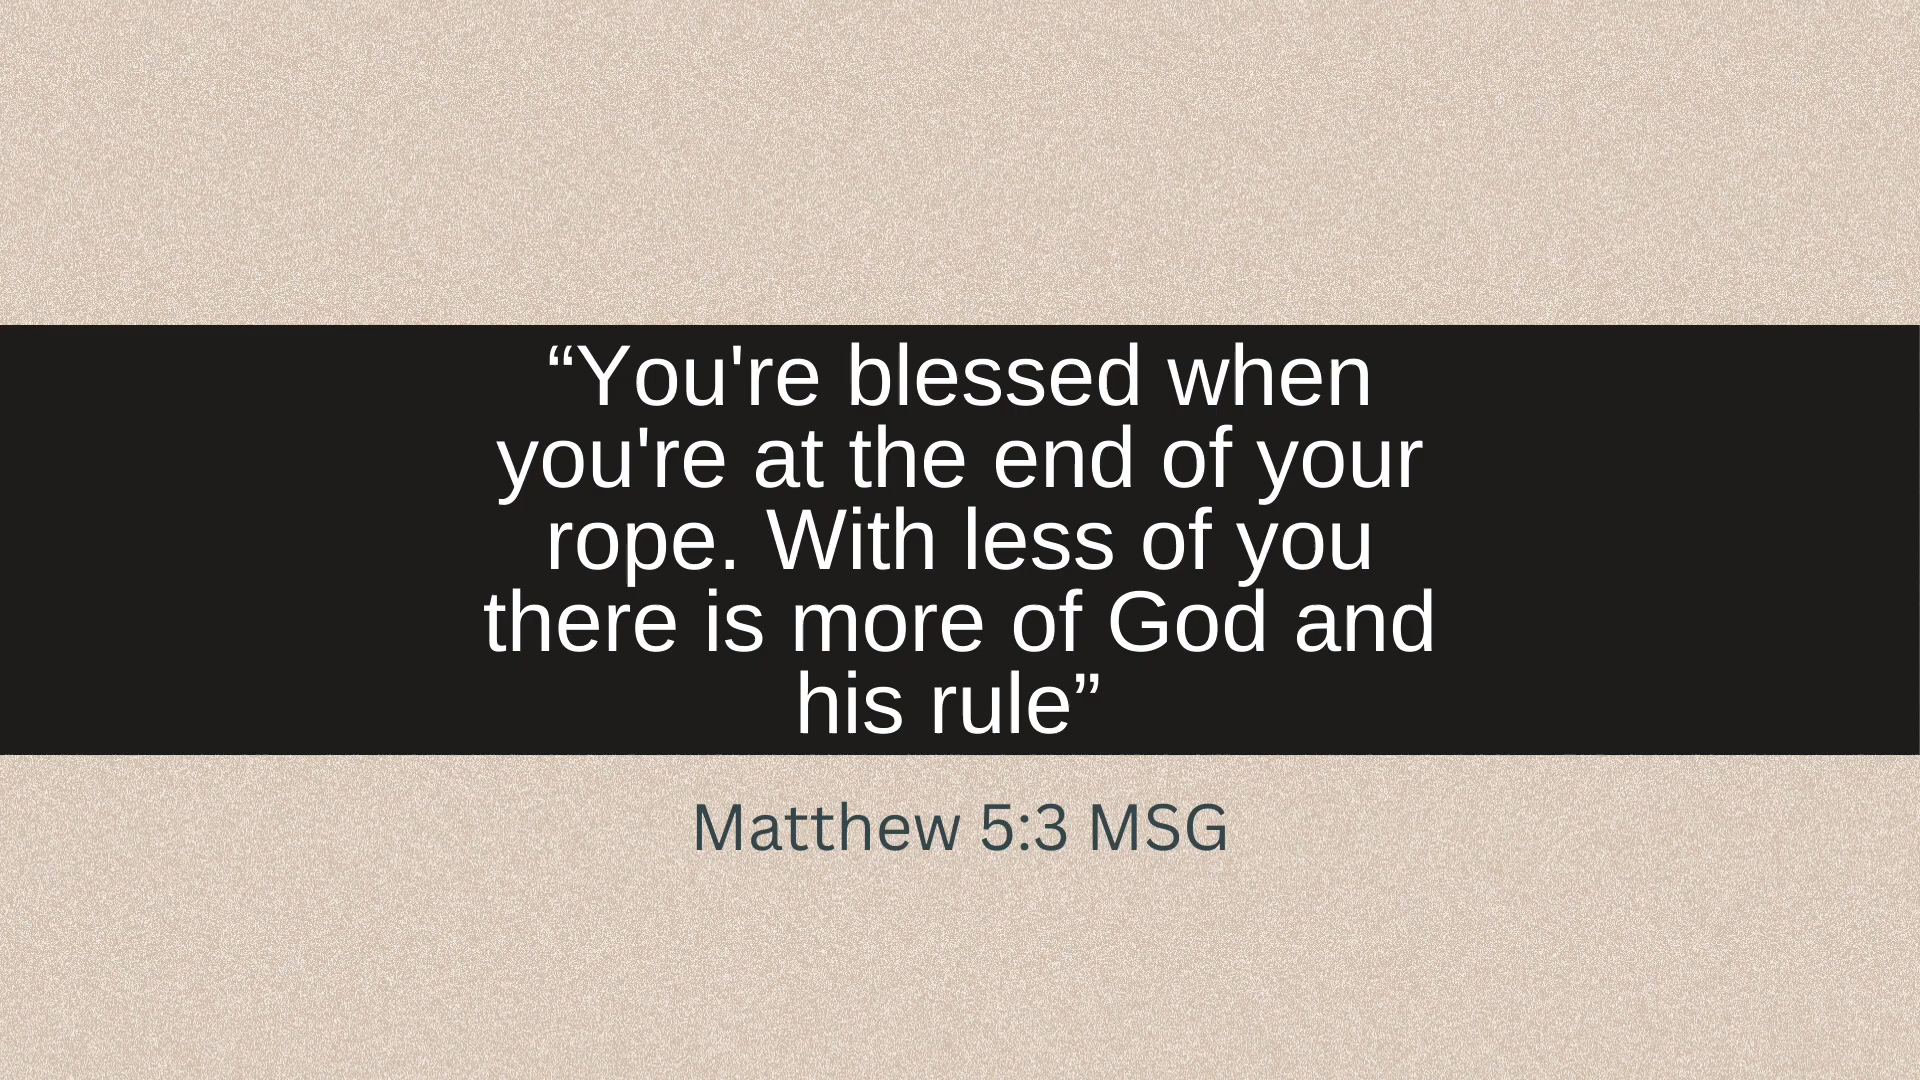 “You're blessed when
you're at the end of your
rope. With less of you
there is more of God and
his rule”
Matthew 5:3 MSG